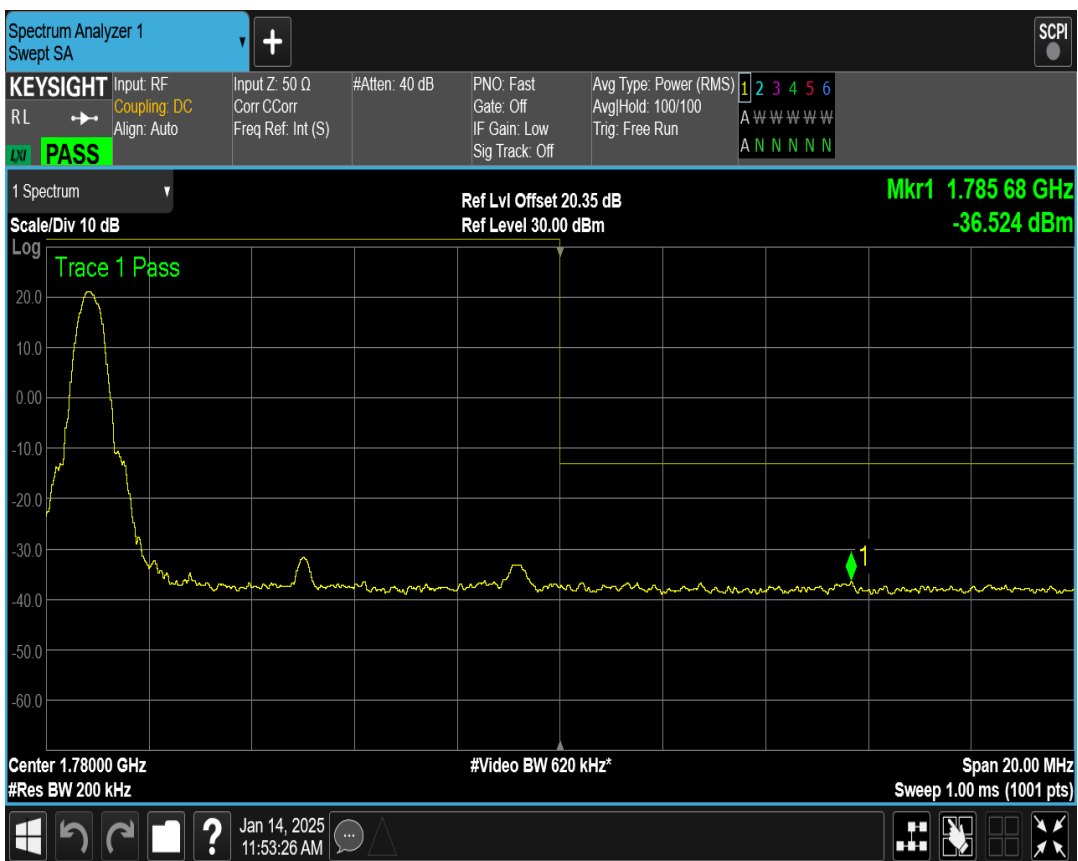 Spectrum Analyzer 1
Swept SA
+
SCPI
KEYSIGHT
RL
LXI PASS
Input: RF
Coupling: DC
Align: Auto
Input Z: 50 Ω
Corr CCorr
Freq Ref: Int (S)
#Atten: 40 dB
PNO: Fast
Gate: Off
IF Gain: Low
Sig Track: Off
Avg Type: Power (RMS)
Avg|Hold: 100/100
Trig: Free Run
1 2 3 4 5 6
A W W W W W
A N N N N N
1 Spectrum
Scale/Div 10 dB
Ref Lvl Offset 20.35 dB
Ref Level 30.00 dBm
Mkr1 1.785 68 GHz
-36.524 dBm
Log
Trace 1 Pass
20.0
10.0
0.00
-10.0
-20.0
-30.0
1
-40.0
-50.0
-60.0
Center 1.78000 GHz
#Video BW 620 kHz*
Span 20.00 MHz
#Res BW 200 kHz
Sweep 1.00 ms (1001 pts)
?
Jan 14, 2025
11:53:26 AM